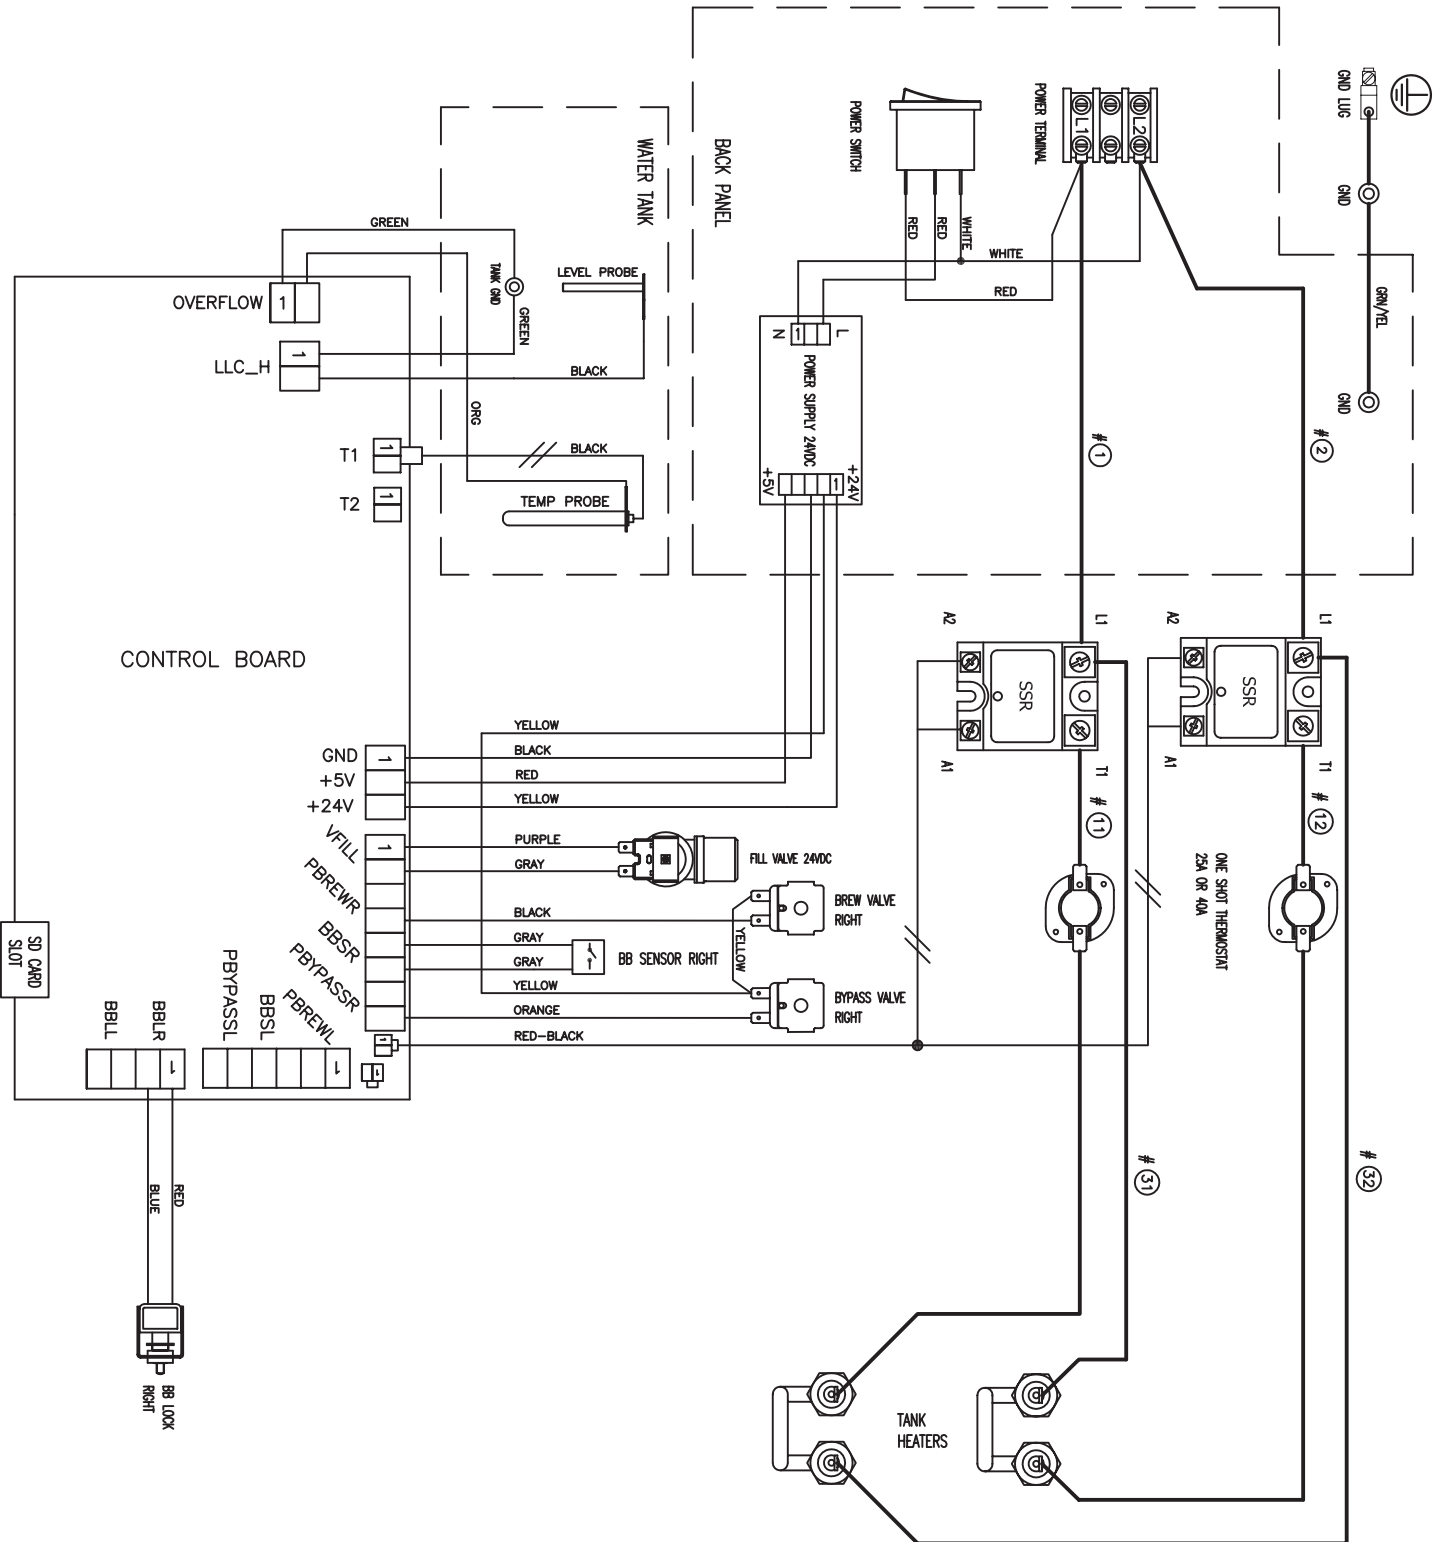 GND LUG
GND
GRN/YEL
GND
POWER TERMINAL
L1
L2
POWER SWITCH
BACK PANEL
WATER TANK
RED
RED
WHITE
WHITE
RED
GREEN
TANK GND
LEVEL PROBE
GREEN
OVERFLOW
1
LLC_H
1
BLACK
ORG
N
1
L
POWER SUPPLY 24VDC
+5V
1
+24V
# 1
# 2
T1
1
BLACK
T2
1
TEMP PROBE
CONTROL BOARD
A2
L1
SSR
A1
T1
A2
L1
SSR
A1
T1
# 11
# 12
YELLOW
GND
1
BLACK
+5V
RED
+24V
YELLOW
VFILL
1
PURPLE
GRAY
FILL VALVE 24VDC
ONE SHOT THERMOSTAT
25A OR 40A
PBREWR
BLACK
BREW VALVE
RIGHT
BBSR
GRAY
GRAY
BB SENSOR RIGHT
YELLOW
PBYPASSR
YELLOW
BYPASS VALVE
RIGHT
ORANGE
RED-BLACK
1
1
SD CARD
SLOT
BBLL
BBLR
1
PBYPASSL
BBSL
PBREWL
1
# 31
# 32
BLUE
RED
BB LOCK
RIGHT
TANK
HEATERS